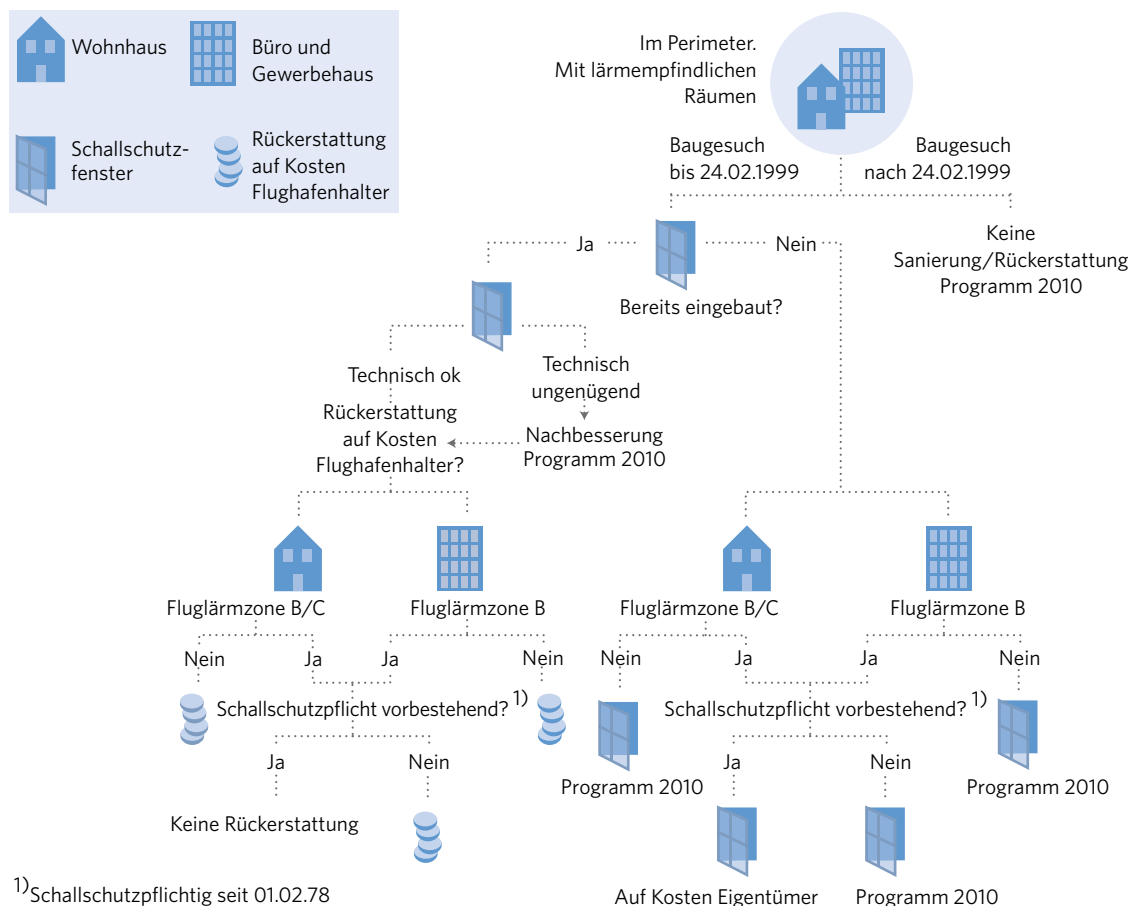 Wohnhaus
Büro und
Gewerbehaus
Schallschutz-
fenster
Rückerstattung
auf Kosten
Flughafenhalter
Im Perimeter.
Mit lärmempfindlichen
Räumen
Baugesuch
bis 24.02.1999
Baugesuch
nach 24.02.1999
Keine
Sanierung/Rückerstattung
Programm 2010
Ja
Nein
Bereits eingebaut?
Technisch ok
Technisch
ungenügend
Rückerstattung
auf Kosten
Flughafenhalter?
Nachbesserung
Programm 2010
Fluglärmzone B/C
Fluglärmzone B
Fluglärmzone B/C
Fluglärmzone B
Nein
Ja
Ja
Nein
Nein
Ja
Ja
Nein
Schallschutzpflicht vorbestehend? 1)
Schallschutzpflicht vorbestehend? 1)
Ja
Nein
Programm 2010
Ja
Nein
Programm 2010
Keine Rückerstattung
Auf Kosten Eigentümer
Programm 2010
1) Schallschutzpflichtig seit 01.02.78